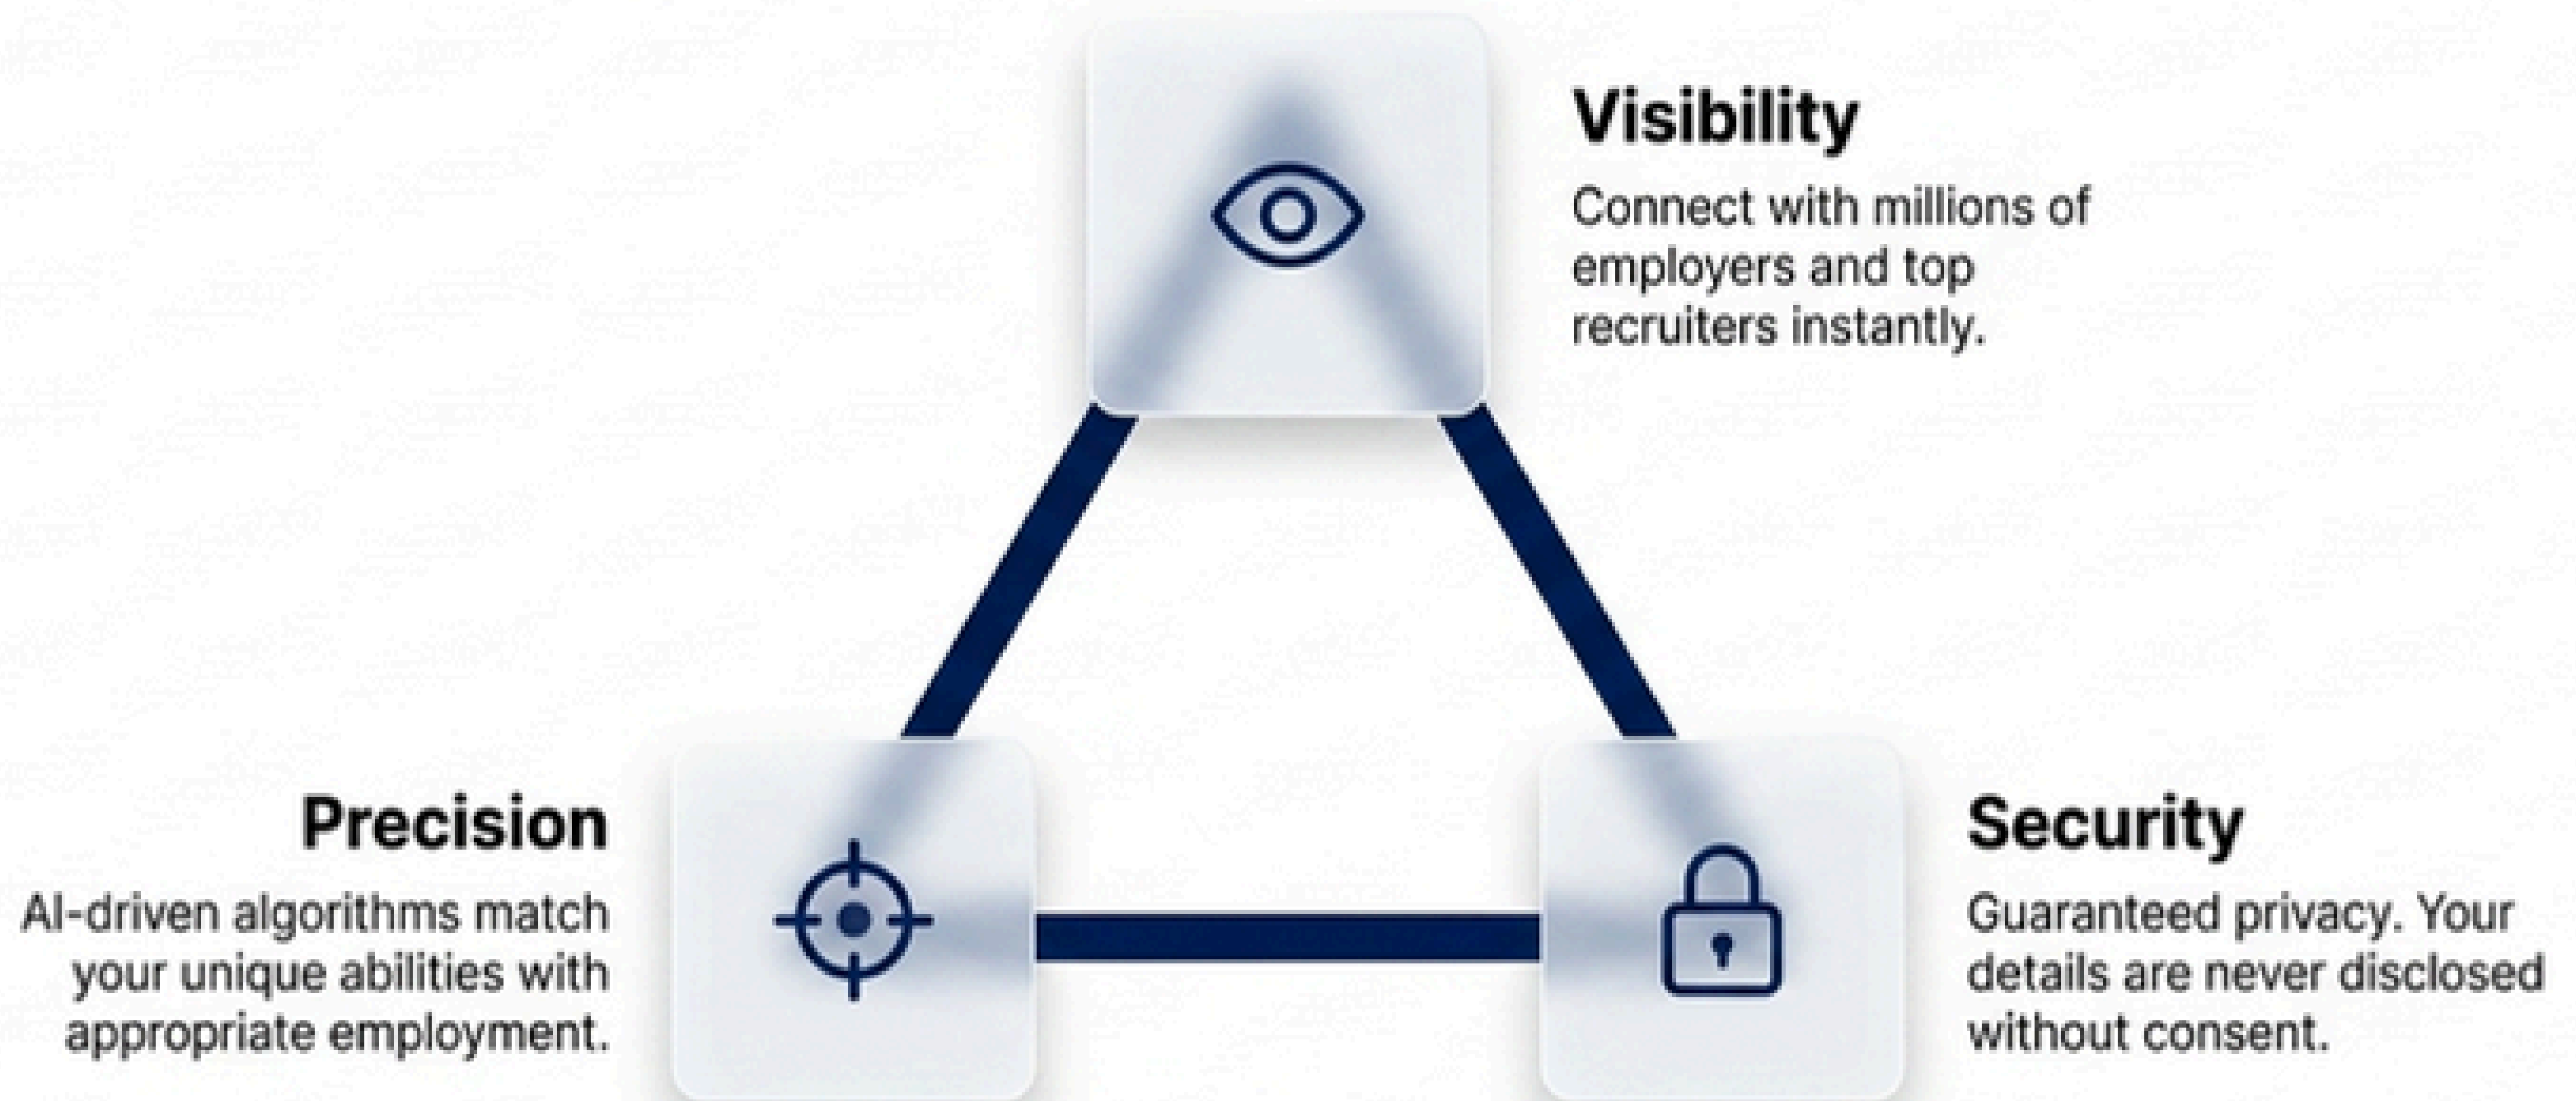 Visibility
Connect with millions of
employers and top
recruiters instantly.
Precision
AI-driven algorithms match
your unique abilities with
appropriate employment.
Security
Guaranteed privacy. Your
details are never disclosed
without consent.